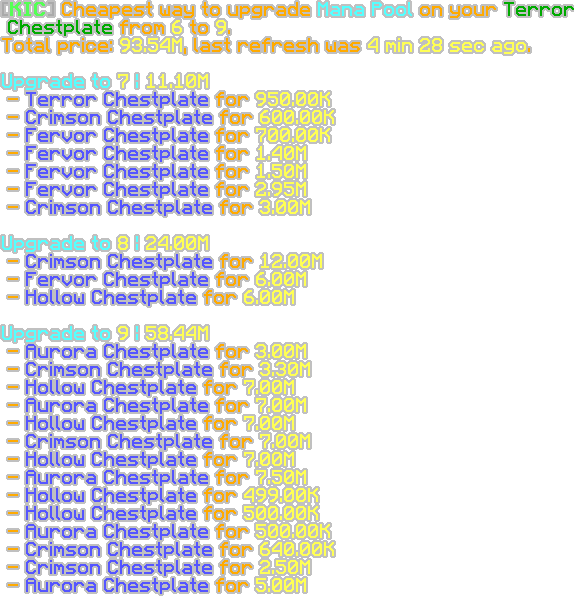 [KIC] Cheapest way to upgrade Mana Pool on your Terror
Chestplate from 6 to 9.
Total price: 93.54M, last refresh was 4 min 28 sec ago.
Upgrade to 7 | 11.10M
- Terror Chestplate for 950.00K
- Crimson Chestplate for 600.00K
- Fervor Chestplate for 700.00K
- Fervor Chestplate for 1.40M
- Fervor Chestplate for 1.50M
- Fervor Chestplate for 2.95M
- Crimson Chestplate for 3.00M
Upgrade to 8 | 24.00M
- Crimson Chestplate for 12.00M
- Fervor Chestplate for 6.00M
- Hollow Chestplate for 6.00M
Upgrade to 9 | 58.44M
- Aurora Chestplate for 3.00M
- Crimson Chestplate for 3.30M
- Hollow Chestplate for 7.00M
- Aurora Chestplate for 7.00M
- Hollow Chestplate for 7.00M
- Crimson Chestplate for 7.00M
- Hollow Chestplate for 7.00M
- Aurora Chestplate for 7.50M
- Hollow Chestplate for 499.00K
- Hollow Chestplate for 500.00K
- Aurora Chestplate for 500.00K
- Crimson Chestplate for 640.00K
- Crimson Chestplate for 2.50M
- Aurora Chestplate for 5.00M